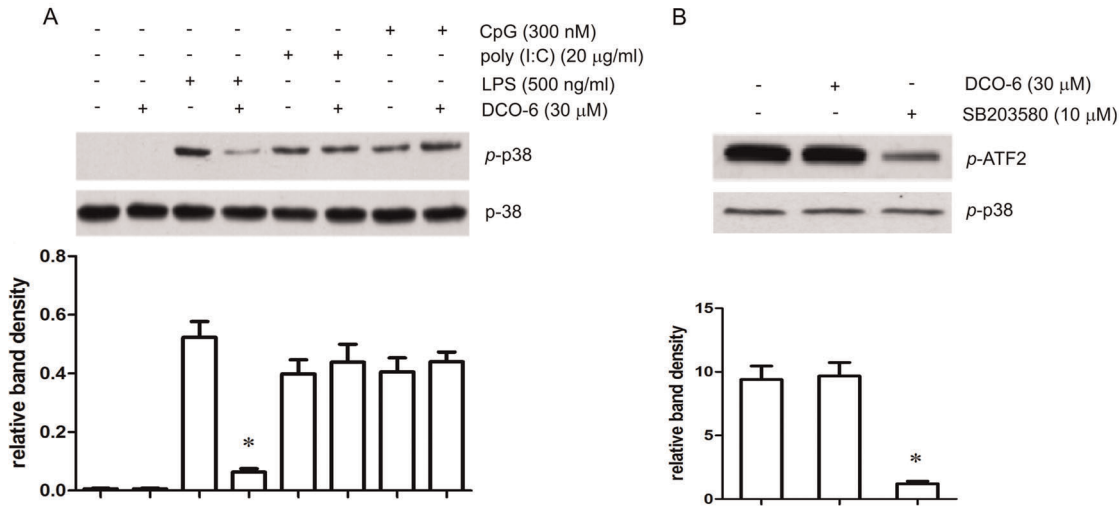 A
- - - - - - + + CpG (300 nM)
- - - - + + - - poly (I:C) (20 μg/ml)
- - + + - - - - LPS (500 ng/ml)
- + - + - + - + DCO-6 (30 μM)
p-p38
p-38
relative band density
0.8
0.6
0.4
0.2
0.0
*
B
- + - DCO-6 (30 μM)
- - + SB203580 (10 μM)
p-ATF2
p-p38
relative band density
15
10
5
0
*